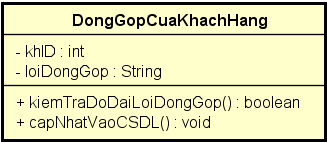 DongGopCuaKhachHang
- khID : int
- loiDongGop : String
+ kiemTraDoDaiLoiDongGop() : boolean
+ capNhatVaoCSDL() : void